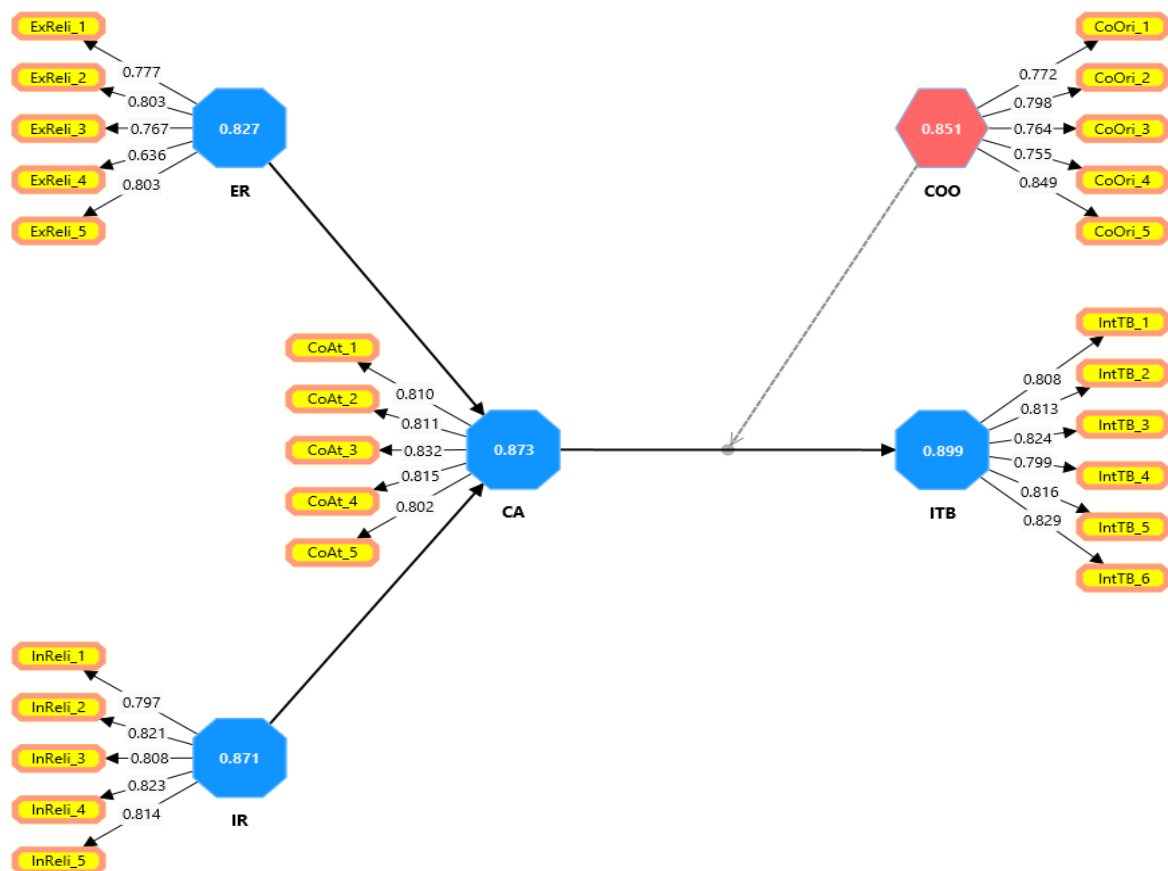 ExReli_1
ExReli_2
ExReli_3
ExReli_4
ExReli_5
0.777
0.803
0.767
0.636
0.803
0.827
ER
CoOri_1
CoOri_2
CoOri_3
CoOri_4
CoOri_5
0.772
0.798
0.764
0.755
0.849
0.851
COO
CoAt_1
CoAt_2
CoAt_3
CoAt_4
CoAt_5
0.810
0.811
0.832
0.815
0.802
0.873
CA
IntTB_1
IntTB_2
IntTB_3
IntTB_4
IntTB_5
IntTB_6
0.808
0.813
0.824
0.799
0.816
0.829
0.899
ITB
InReli_1
InReli_2
InReli_3
InReli_4
InReli_5
0.797
0.821
0.808
0.823
0.814
0.871
IR